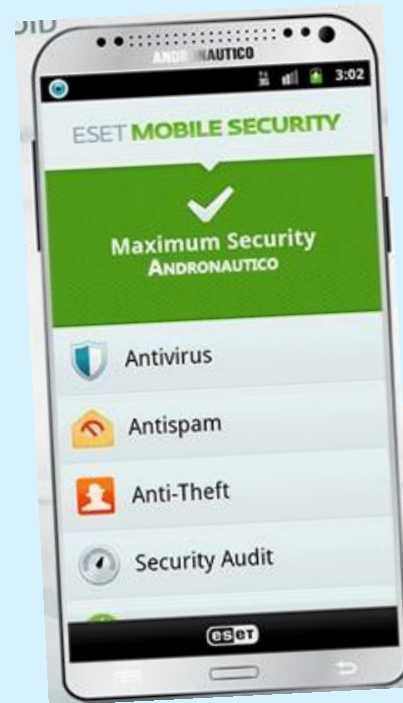 ANDRONAUTICO
3:02
ESET MOBILE SECURITY
Maximum Security
ANDRONAUTICO
Antivirus
Antispam
Anti-Theft
Security Audit
eset